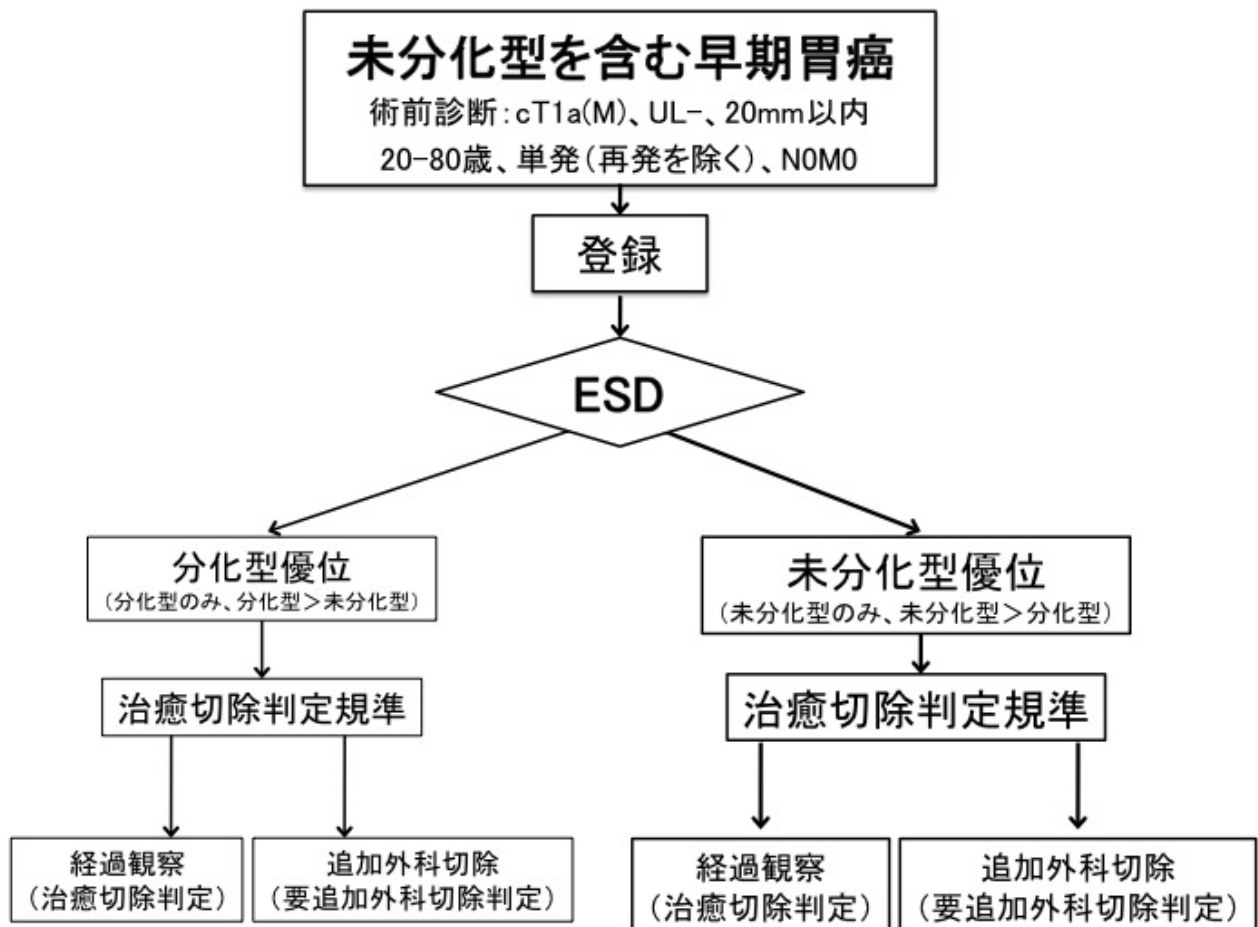 未分化型を含む早期胃癌
術前診断:cT1a(M)、UL-、20mm以内
20-80歳、単発(再発を除く)、N0M0
登録
ESD
分化型優位
(分化型のみ、分化型>未分化型)
治癒切除判定規準
経過観察
(治癒切除判定)
追加外科切除
(要追加外科切除判定)
未分化型優位
(未分化型のみ、未分化型>分化型)
治癒切除判定規準
経過観察
(治癒切除判定)
追加外科切除
(要追加外科切除判定)